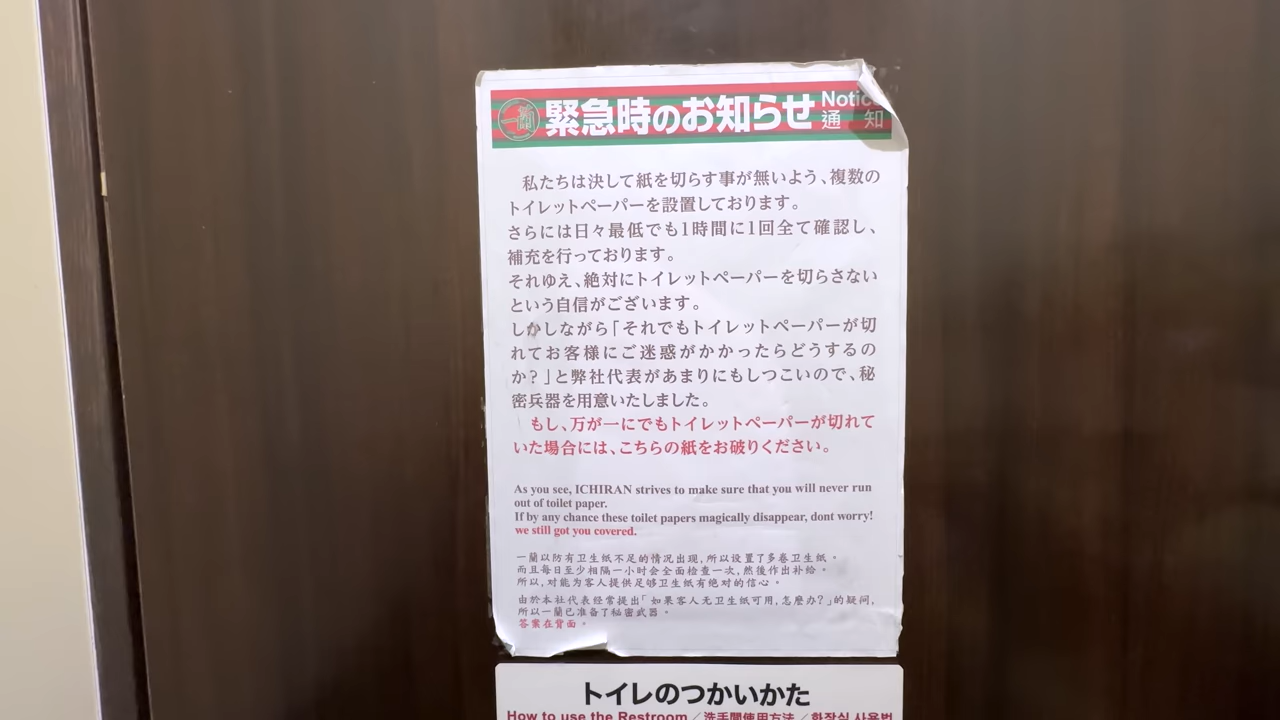 一蘭
緊急時のお知らせ Notice
通 知
私たちは決して紙を切らす事が無いよう、複数の
トイレットペーパーを設置しております。
さらには日々最低でも1時間に1回全て確認し、
補充を行っております。
それゆえ、絶対にトイレットペーパーを切らさない
という自信がございます。
しかしながら「それでもトイレットペーパーが切
れてお客様にご迷惑がかかったらどうするの
か?」と弊社代表があまりにもしつこいので、秘
密兵器を用意いたしました。
もし、万が一にでもトイレットペーパーが切れて
いた場合には、こちらの紙をお破りください。
As you see, ICHIRAN strives to make sure that you will never run
out of toilet paper.
If by any chance these toilet papers magically disappear, dont worry!
we still got you covered.
一蘭以防有卫生纸不足的情况出现,所以设置了多卷卫生纸。
而且每日至少相隔一小时会全面检查一次,然後作出补给。
所以,对能为客人提供足够卫生纸有绝对的信心。
由於本社代表经常提出「如果客人无卫生纸可用,怎麼办?」的疑问,
所以一蘭已准备了秘密武器。
答案在背面。
トイレのつかいかた
How to use the Restroom／洗手間使用方法／화장실 사용법